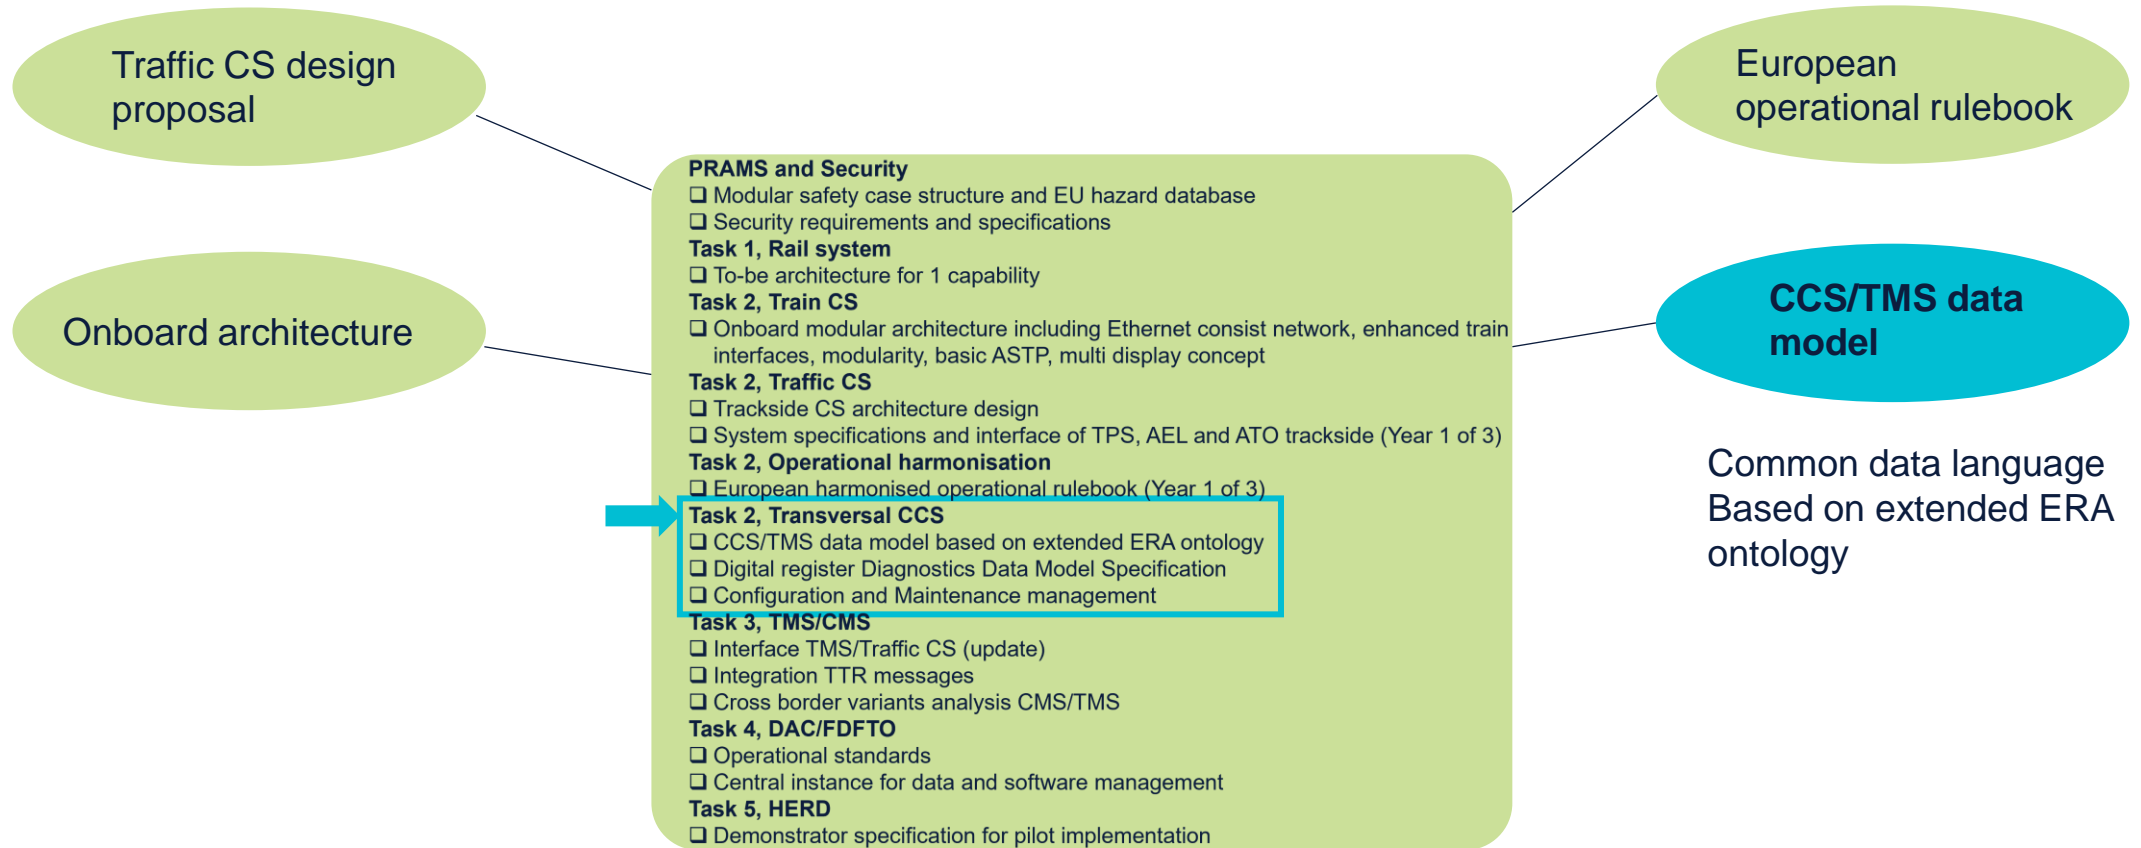 Traffic CS design
proposal
Onboard architecture
PRAMS and Security
❑ Modular safety case structure and EU hazard database
❑ Security requirements and specifications
Task 1, Rail system
❑ To-be architecture for 1 capability
Task 2, Train CS
❑ Onboard modular architecture including Ethernet consist network, enhanced train
interfaces, modularity, basic ASTP, multi display concept
Task 2, Traffic CS
❑ Trackside CS architecture design
❑ System specifications and interface of TPS, AEL and ATO trackside (Year 1 of 3)
Task 2, Operational harmonisation
❑ European harmonised operational rulebook (Year 1 of 3)
Task 2, Transversal CCS
❑ CCS/TMS data model based on extended ERA ontology
❑ Digital register Diagnostics Data Model Specification
❑ Configuration and Maintenance management
Task 3, TMS/CMS
❑ Interface TMS/Traffic CS (update)
❑ Integration TTR messages
❑ Cross border variants analysis CMS/TMS
Task 4, DAC/FDFTO
❑ Operational standards
❑ Central instance for data and software management
Task 5, HERD
❑ Demonstrator specification for pilot implementation
European
operational rulebook
CCS/TMS data
model
Common data language
Based on extended ERA
ontology